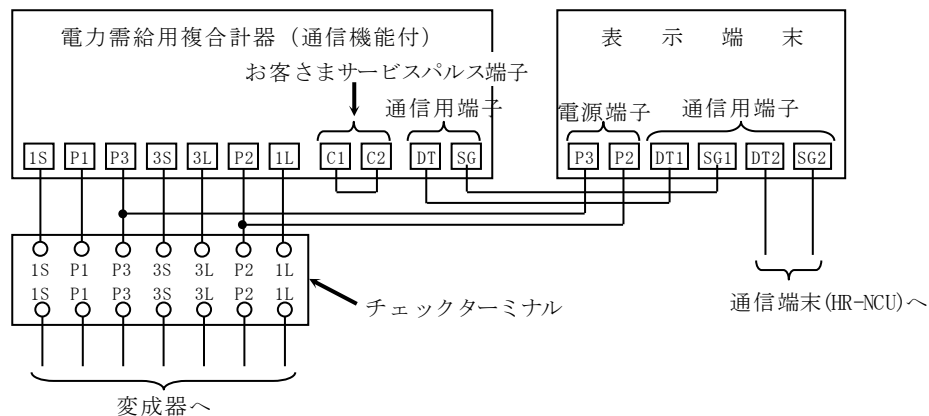 電力需給用複合計器（通信機能付）
表 示 端 末
お客さまサービスパルス端子
通信用端子
電源端子
通信用端子
1S P1 P3 3S 3L P2 1L C1 C2 DT SG
P3 P2 DT1 SG1 DT2 SG2
1S P1 P3 3S 3L P2 1L
1S P1 P3 3S 3L P2 1L
チェックターミナル
通信端末(HR-NCU)へ
変成器へ